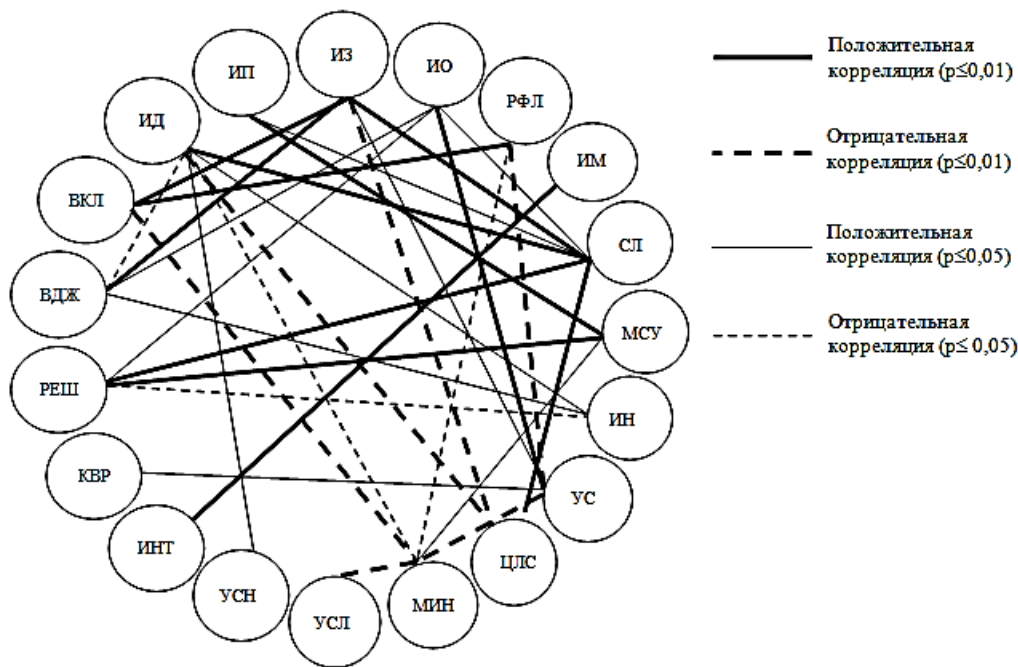 ИЗ
ИО
ИП
РФЛ
ИД
ИМ
ВКЛ
СЛ
ВДЖ
МСУ
РЕШ
ИН
КВР
УС
ИНТ
ЦЛС
УСН
МИН
УСЛ
Положительная
корреляция (p≤0,01)
Отрицательная
корреляция (p≤0,01)
Положительная
корреляция (p≤0,05)
Отрицательная
корреляция (p≤ 0,05)